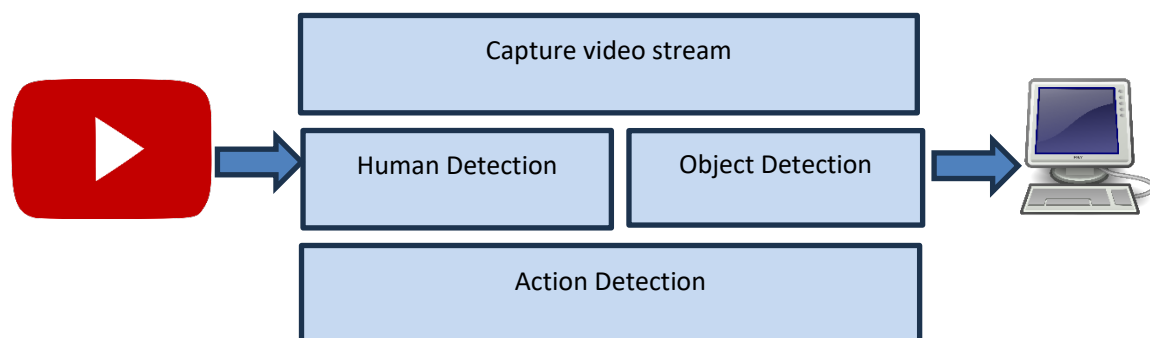 Capture video stream
Human Detection
Object Detection
Action Detection